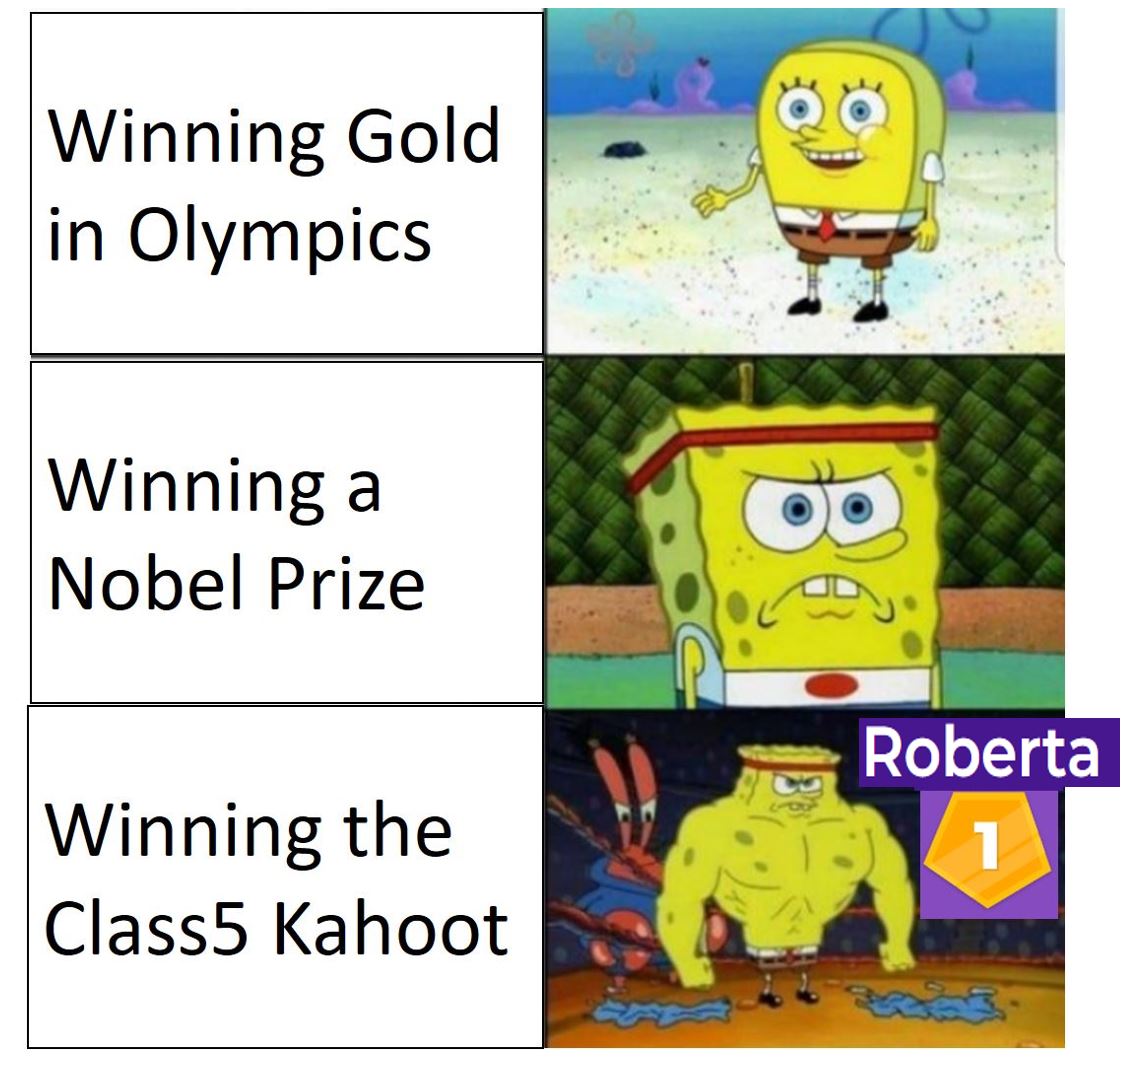 Winning Gold
in Olympics
Winning a
Nobel Prize
Winning the
Class5 Kahoot
Roberta
1